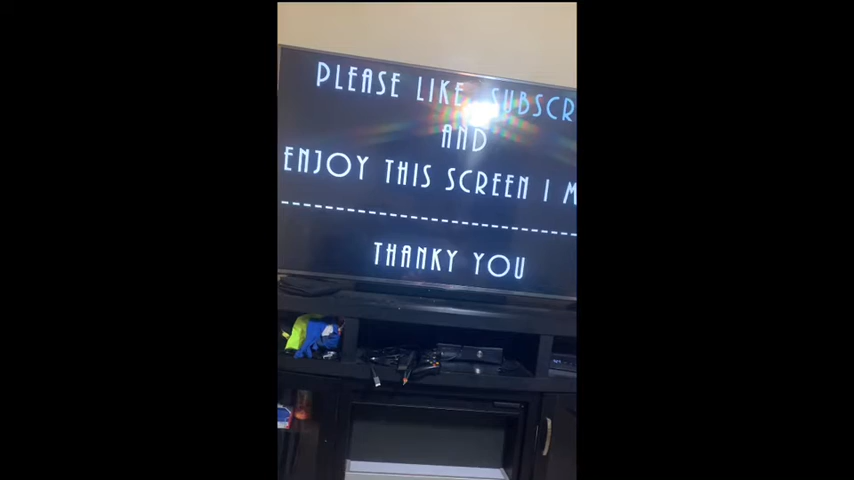 PLEASE LIKE, SUBSCR
AND
ENJOY THIS SCREEN I M
--------------------------------
THANKY YOU